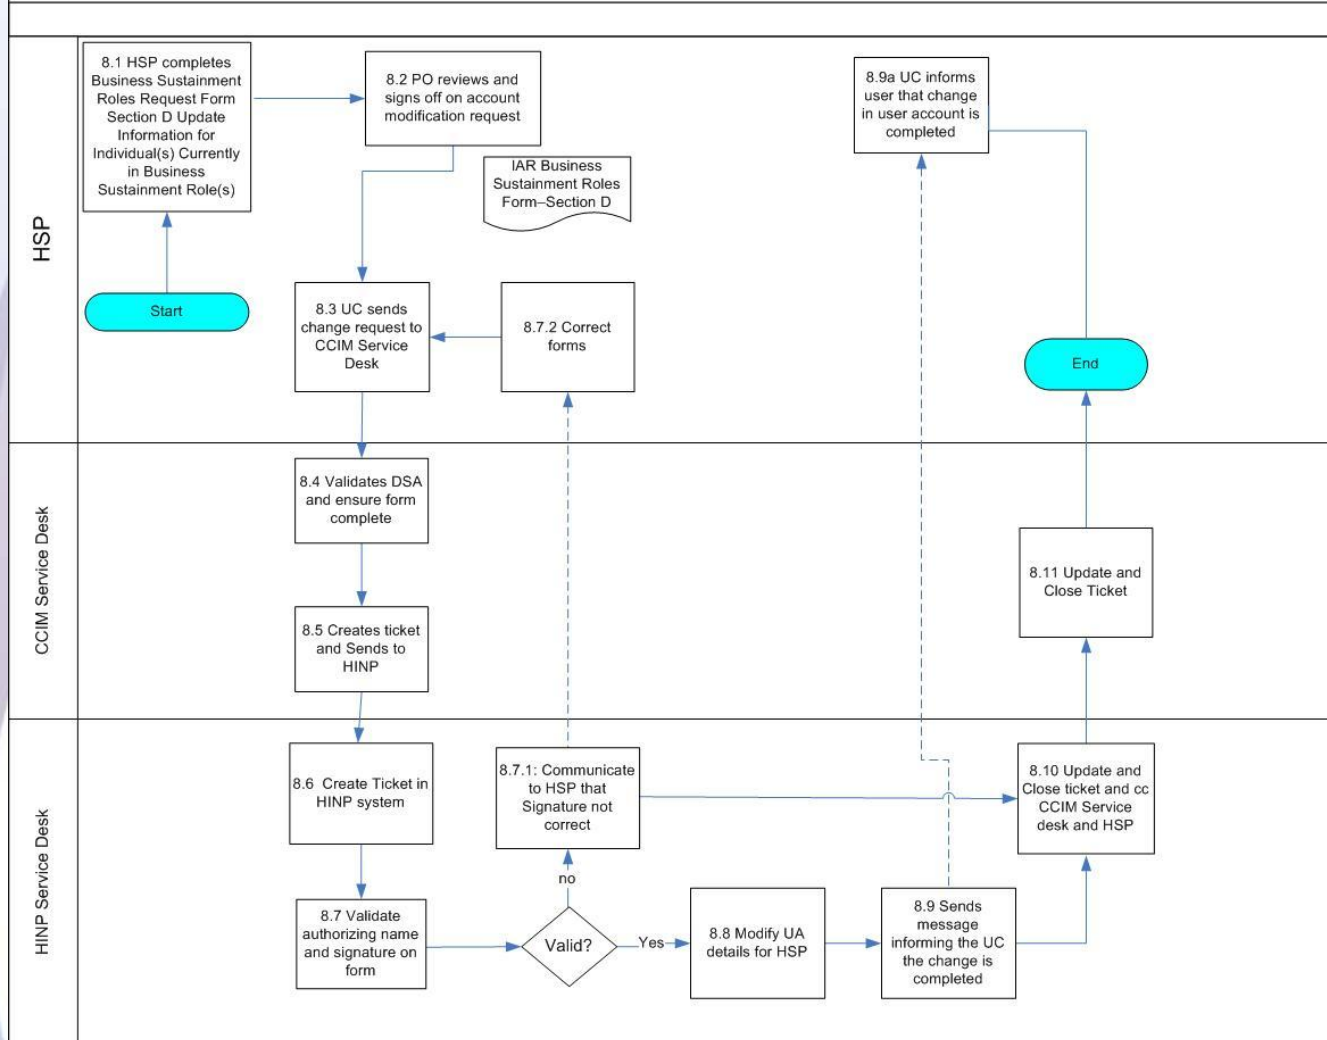 HSP
8.1 HSP completes
Business Sustainment
Roles Request Form
Section D Update
Information for
Individual(s) Currently
in Business
Sustainment Role(s)
8.2 PO reviews and
signs off on account
modification request
IAR Business
Sustainment Roles
Form–Section D
8.9a UC informs
user that change
in user account is
completed
Start
8.3 UC sends
change request to
CCIM Service
Desk
8.7.2 Correct
forms
End
CCIM Service Desk
8.4 Validates DSA
and ensure form
complete
8.5 Creates ticket
and Sends to
HINP
8.11 Update and
Close Ticket
HINP Service Desk
8.6 Create Ticket in
HINP system
8.7.1: Communicate
to HSP that
Signature not
correct
8.10 Update and
Close ticket and cc
CCIM Service
desk and HSP
no
8.7 Validate
authorizing name
and signature on
form
Valid?
Yes
8.8 Modify UA
details for HSP
8.9 Sends
message
informing the UC
the change is
completed